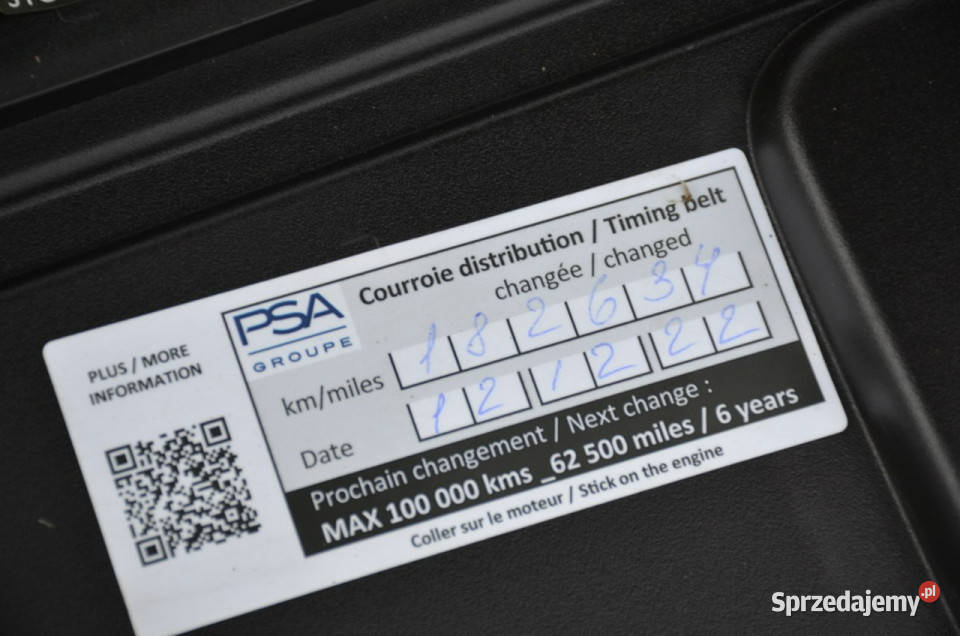 PLUS / MORE
INFORMATION
PSA
GROUPE
Courroie distribution / Timing belt
changée / changed
km/miles 182634
Date 12 12 22
Prochain changement / Next change :
MAX 100 000 kms _62 500 miles / 6 years
Coller sur le moteur / Stick on the engine
Sprzedajemy.pl